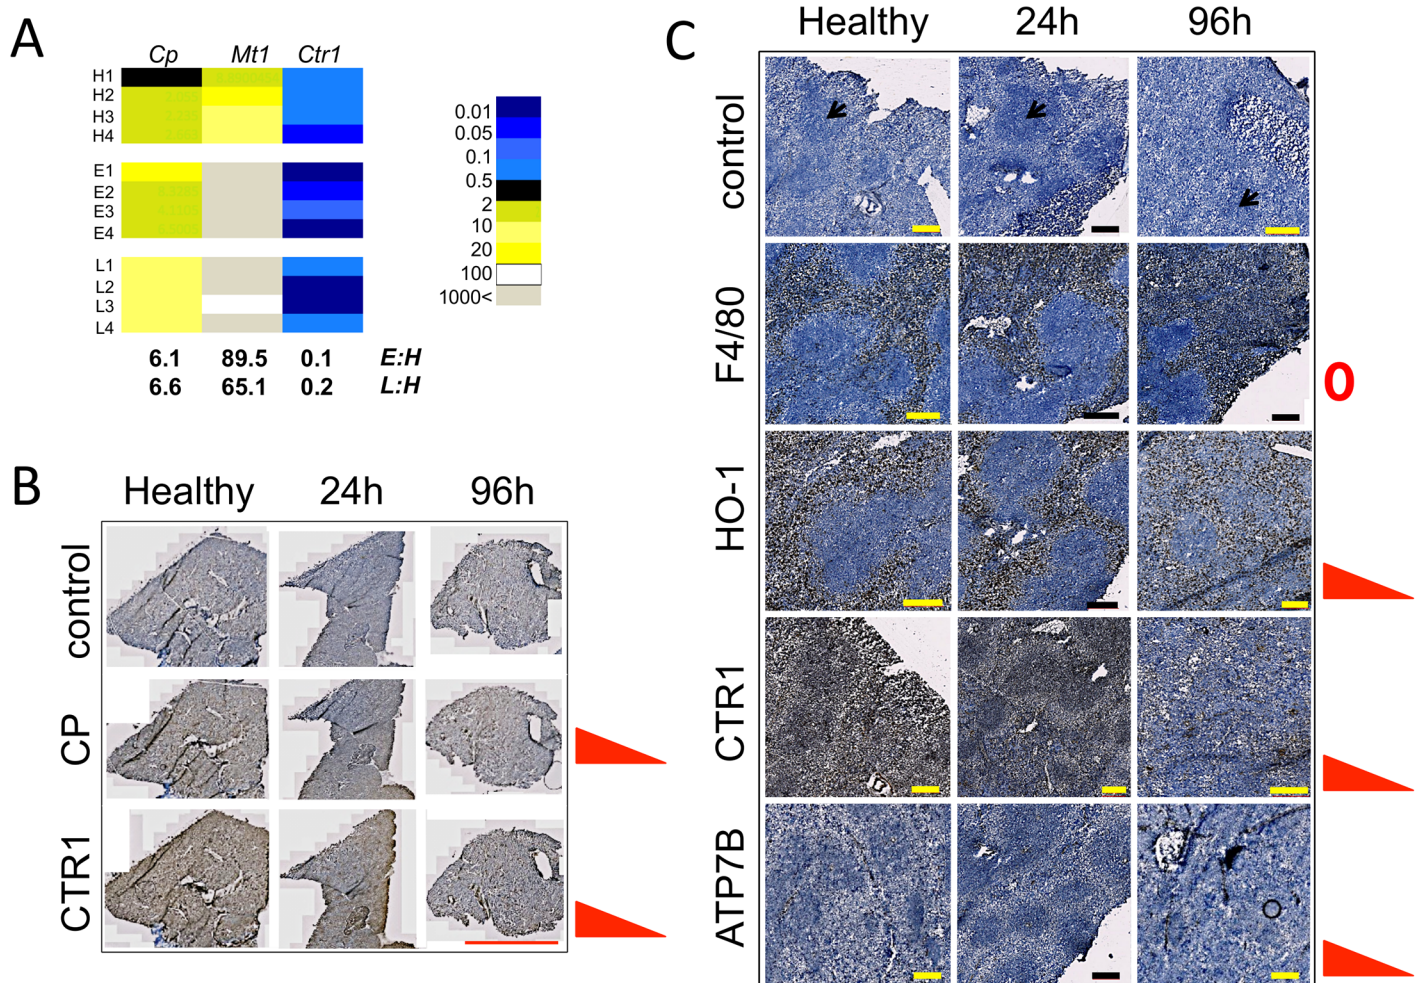 A
Cp Mt1 Ctr1
H1
H2
H3
H4
E1
E2
E3
E4
L1
L2
L3
L4
6.1 89.5 0.1 E:H
6.6 65.1 0.2 L:H
0.01
0.05
0.1
0.5
2
10
20
100
1000<
B
Healthy 24h 96h
control
CP
CTR1
C
Healthy 24h 96h
control
F4/80
0
HO-1
CTR1
ATP7B